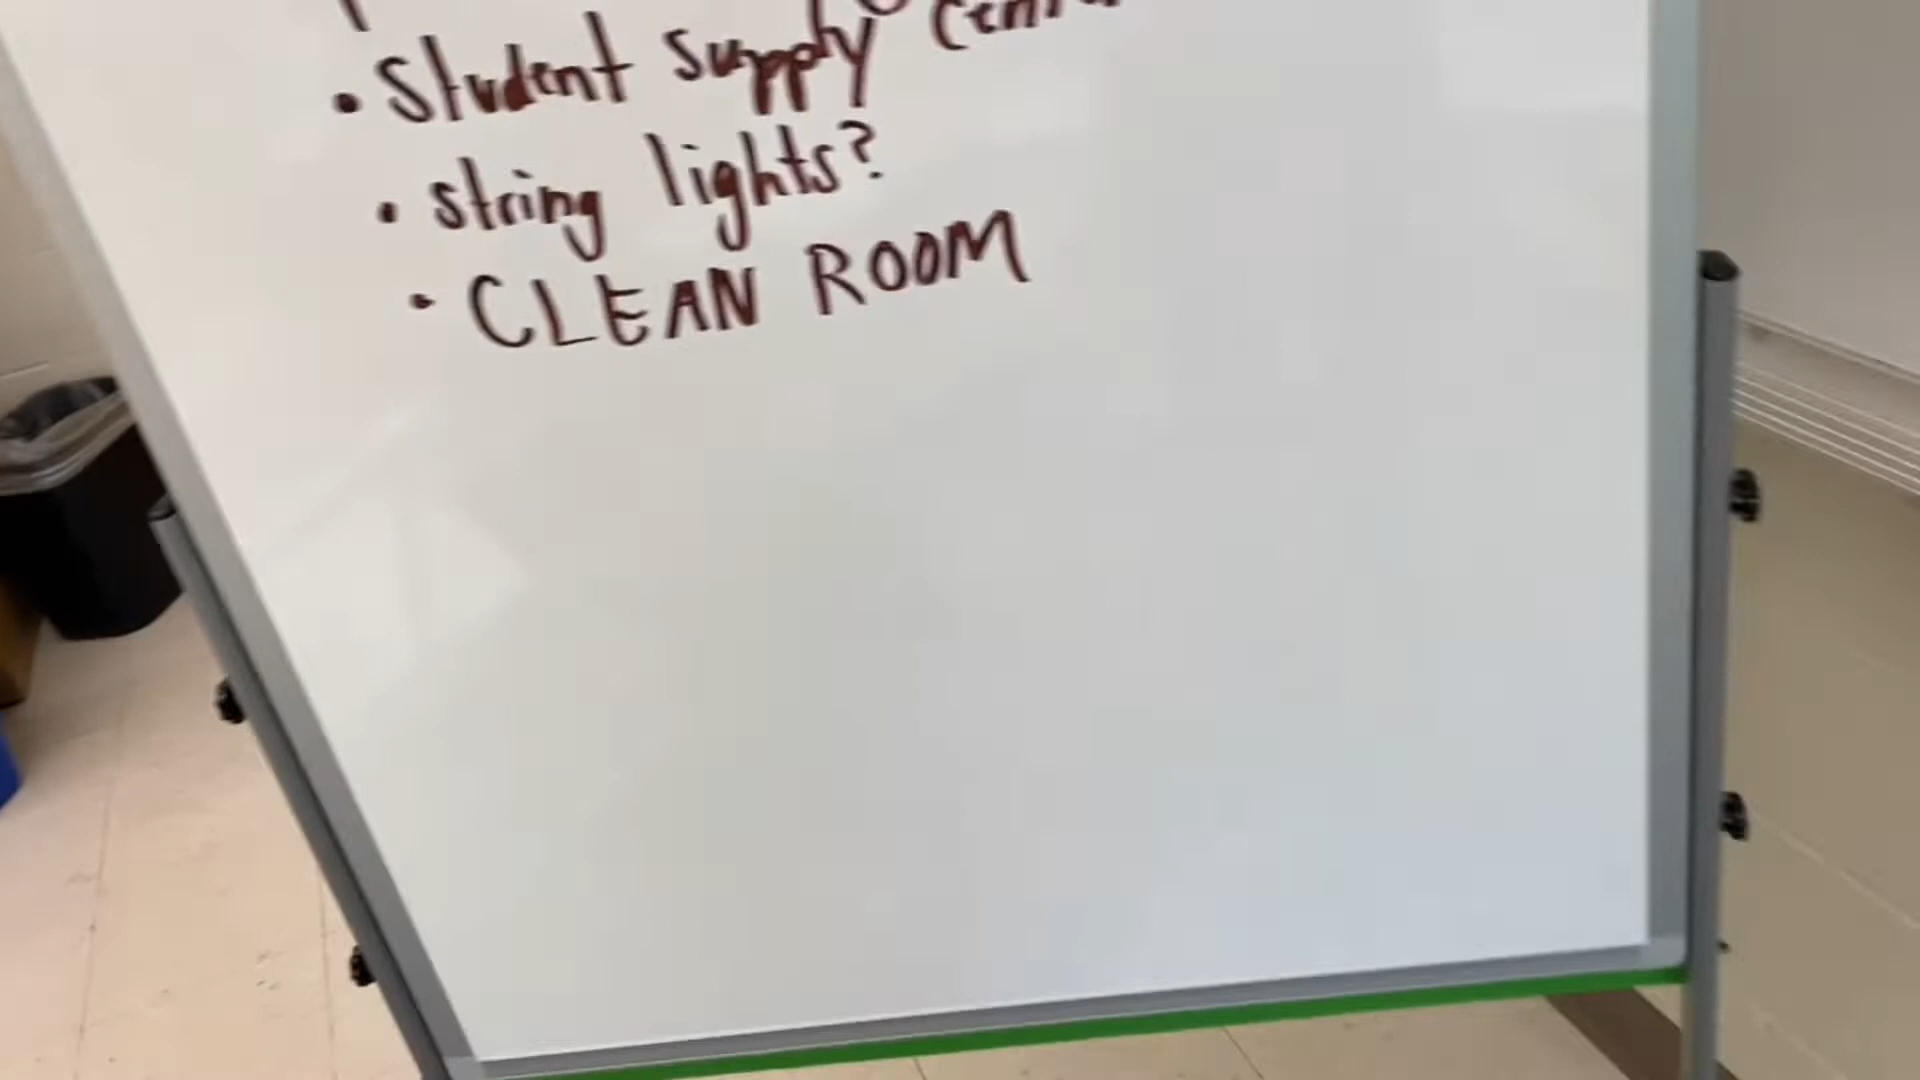 • Student supply
• string lights?
• CLEAN ROOM